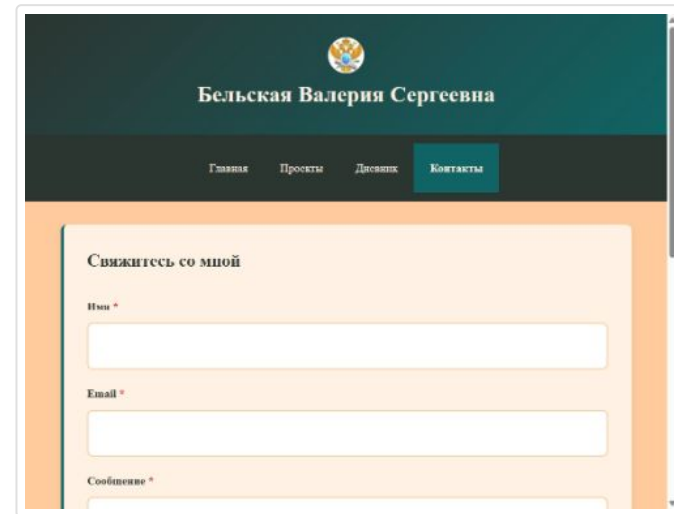 Бельская Валерия Сергеевна
Главная Проекты Дневник Контакты
Свяжитесь со мной
Имя *
Email *
Сообщение *